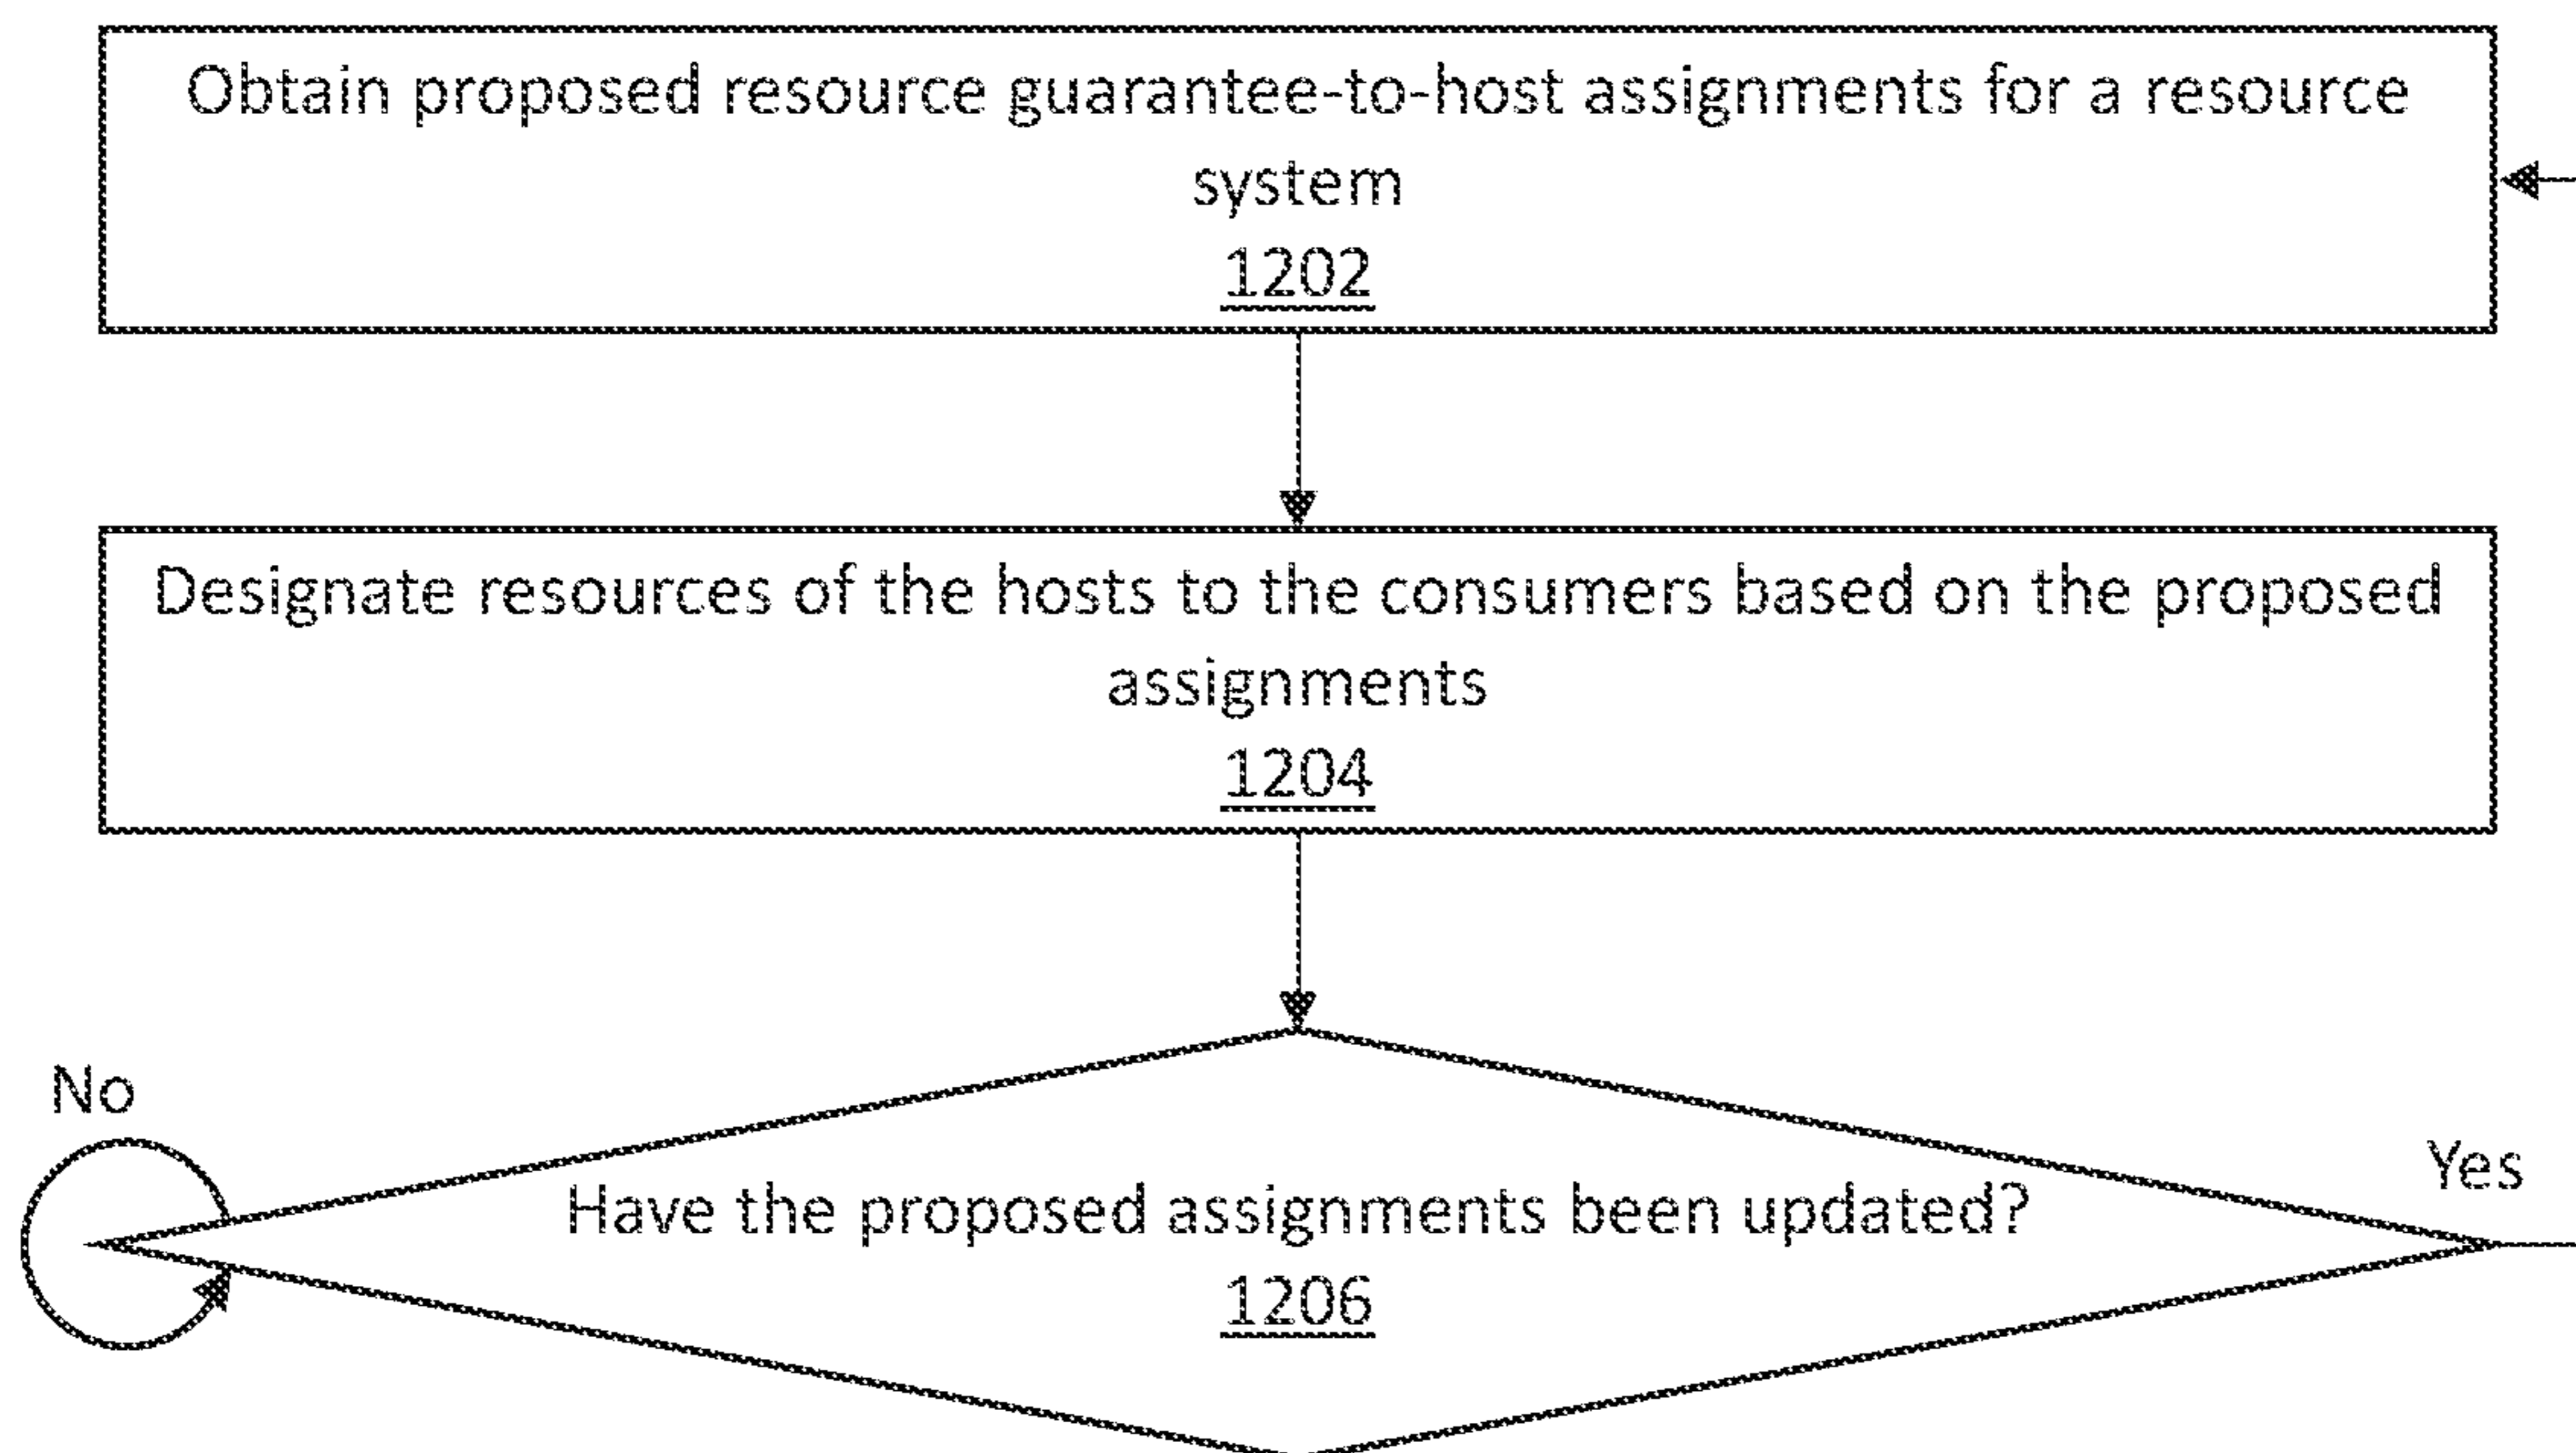 Obtain proposed resource guarantee-to-host assignments for a resource
system
1202
Designate resources of the hosts to the consumers based on the proposed
assignments
1204
No
Yes
Have the proposed assignments been updated?
1206